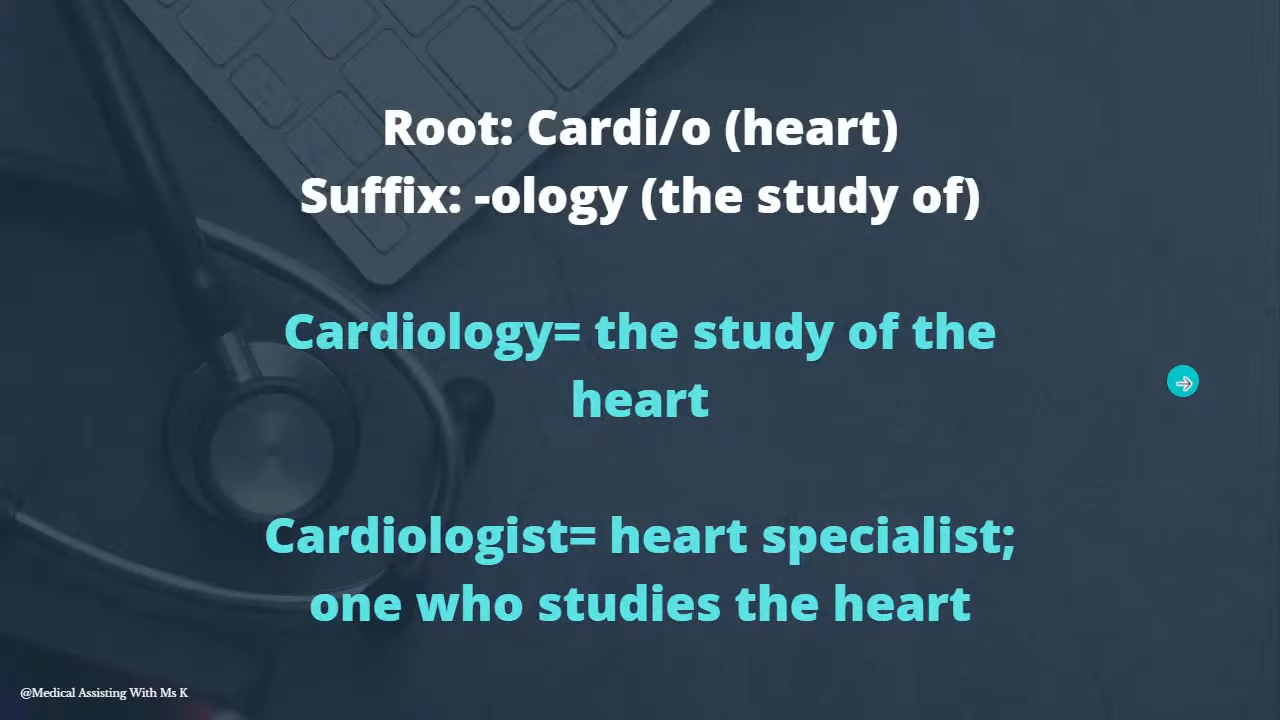 Root: Cardi/o (heart)
Suffix: -ology (the study of)
Cardiology= the study of the
heart
Cardiologist= heart specialist;
one who studies the heart
@Medical Assisting With Ms K